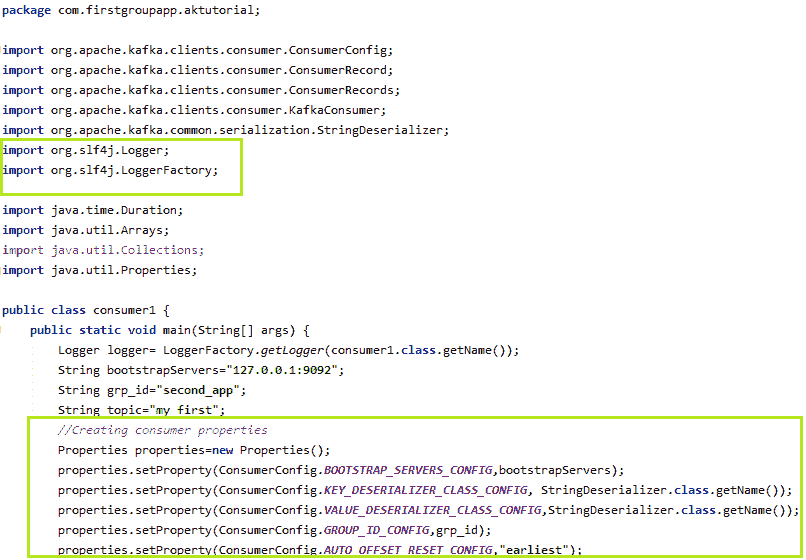 package com.firstgroupapp.aktutorial;
import org.apache.kafka.clients.consumer.ConsumerConfig;
import org.apache.kafka.clients.consumer.ConsumerRecord;
import org.apache.kafka.clients.consumer.ConsumerRecords;
import org.apache.kafka.clients.consumer.KafkaConsumer;
import org.apache.kafka.common.serialization.StringDeserializer;
import org.slf4j.Logger;
import org.slf4j.LoggerFactory;
import java.time.Duration;
import java.util.Arrays;
import java.util.Collections;
import java.util.Properties;
public class consumer1 {
public static void main(String[] args) {
Logger logger= LoggerFactory.getLogger(consumer1.class.getName());
String bootstrapServers="127.0.0.1:9092";
String grp_id="second_app";
String topic="my_first";
//Creating consumer properties
Properties properties=new Properties();
properties.setProperty(ConsumerConfig.BOOTSTRAP_SERVERS_CONFIG,bootstrapServers);
properties.setProperty(ConsumerConfig.KEY_DESERIALIZER_CLASS_CONFIG, StringDeserializer.class.getName());
properties.setProperty(ConsumerConfig.VALUE_DESERIALIZER_CLASS_CONFIG,StringDeserializer.class.getName());
properties.setProperty(ConsumerConfig.GROUP_ID_CONFIG,grp_id);
properties.setProperty(ConsumerConfig.AUTO_OFFSET_RESET_CONFIG,"earliest");